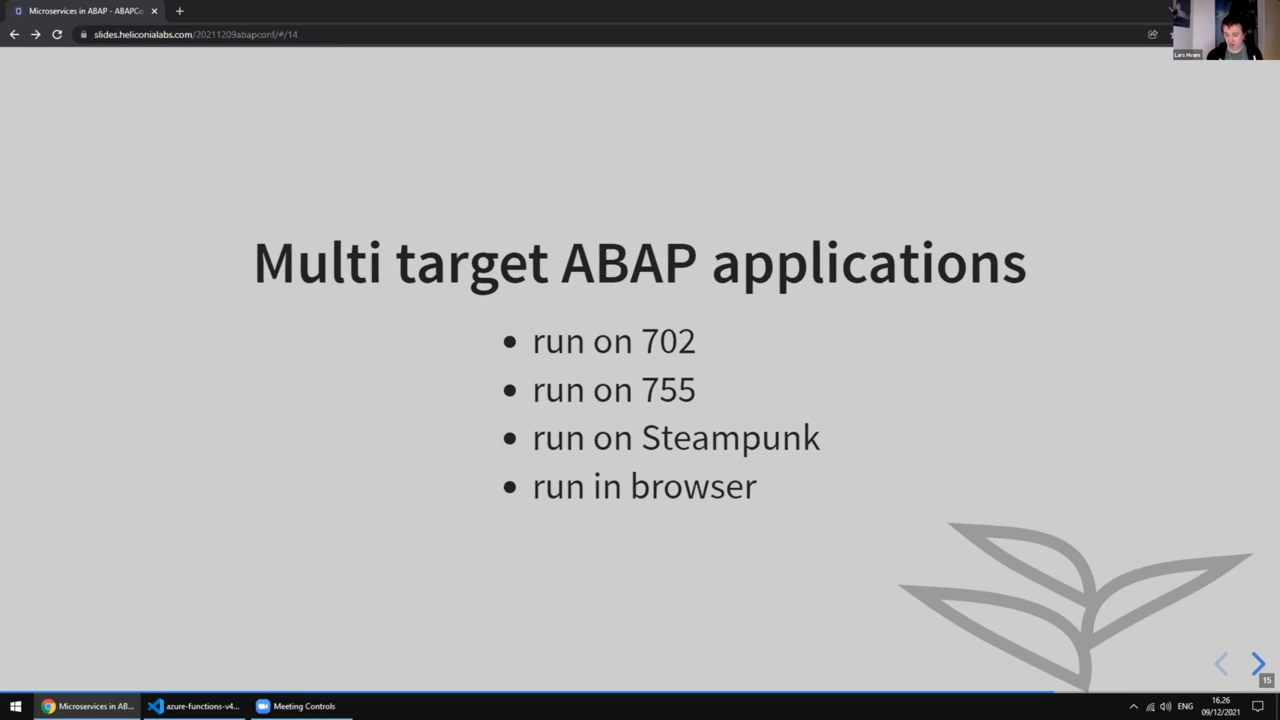 Microservices in ABAP - ABAPCo
slides.heliconialabs.com/20211209abapconf/#/14
Lars Hvam
Multi target ABAP applications
run on 702
run on 755
run on Steampunk
run in browser
15
Microservices in AB...
azure-functions-v4...
Meeting Controls
ENG
16.26
09/12/2021